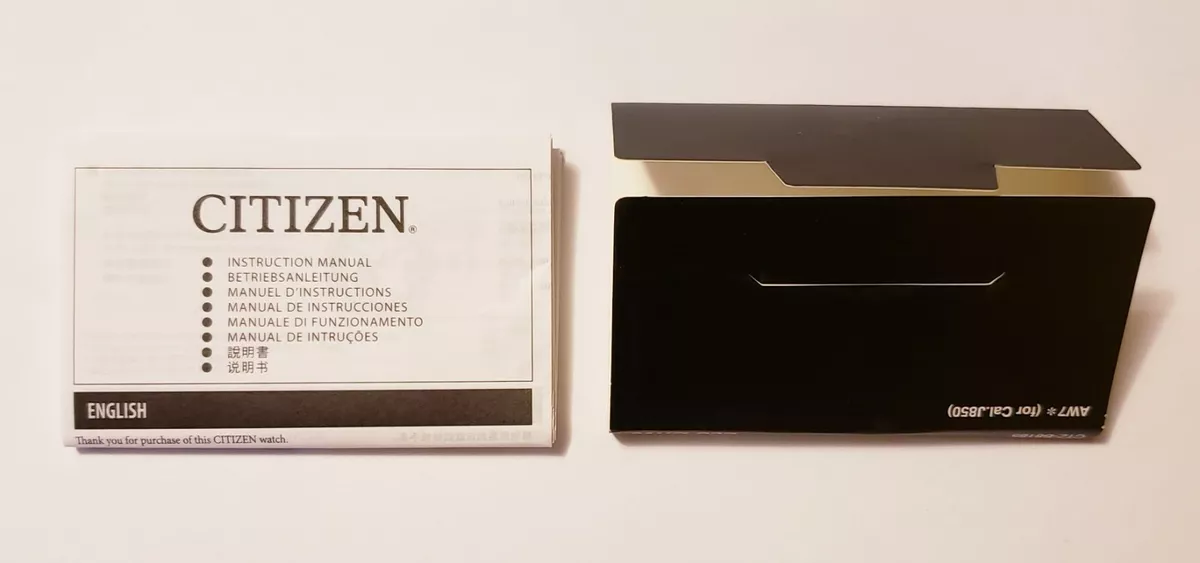 CITIZEN®
● INSTRUCTION MANUAL
● BETRIEBSANLEITUNG
● MANUEL D'INSTRUCTIONS
● MANUAL DE INSTRUCCIONES
● MANUALE DI FUNZIONAMENTO
● MANUAL DE INTRUÇÕES
● 說明書
● 说明书
ENGLISH
Thank you for purchase of this CITIZEN watch.
AW7* (for Cal.J850)